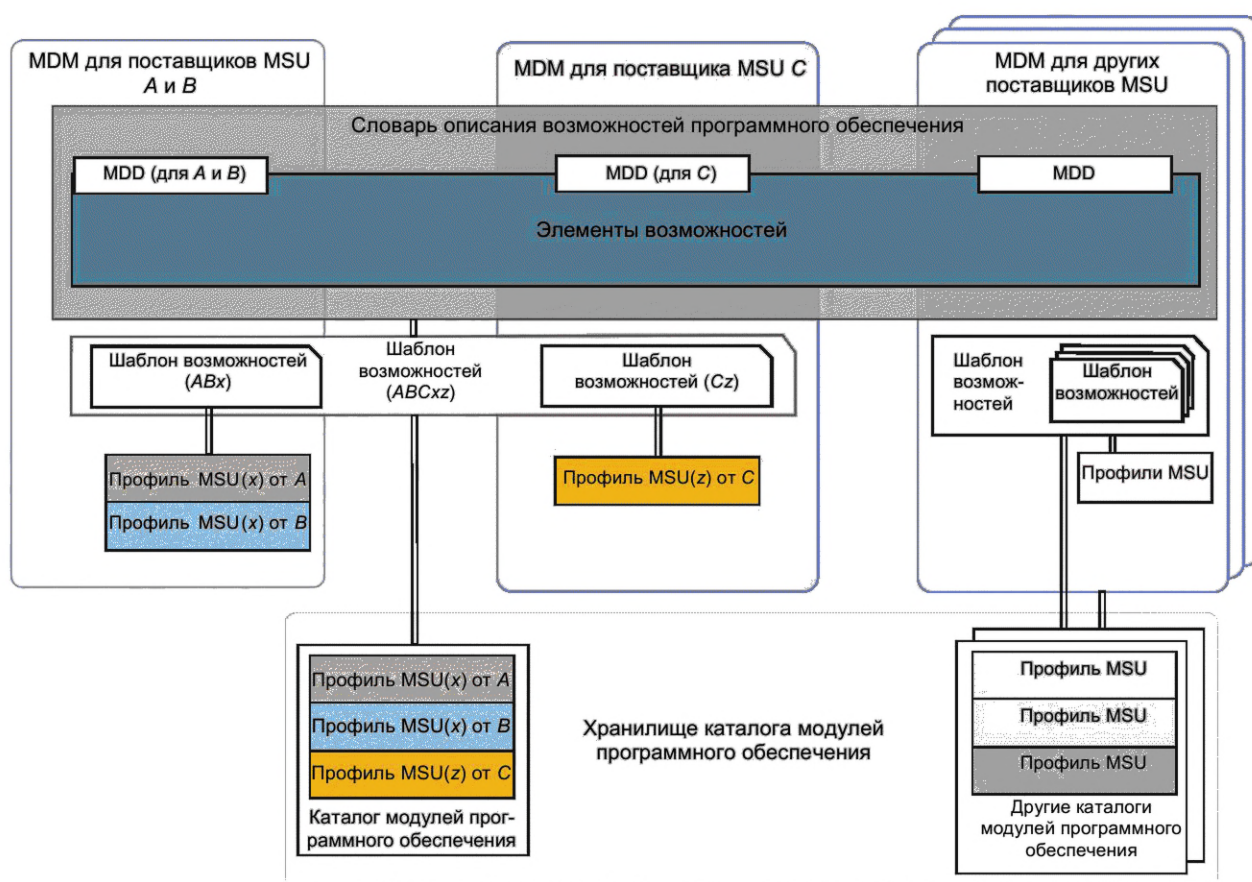 MDM для поставщиков MSU
A и B
MDM для поставщика MSU C
MDM для других
поставщиков MSU
Словарь описания возможностей программного обеспечения
MDD (для A и B)
MDD (для C)
MDD
Элементы возможностей
Шаблон возможностей
(ABx)
Шаблон
возможностей
(ABCxz)
Шаблон
возможностей (Cz)
Шаблон
возмож-
ностей
Шаблон
возможностей
Профиль MSU(x) от A
Профиль MSU(x) от B
Профиль MSU(z) от C
Профили MSU
Профиль MSU(x) от A
Профиль MSU(x) от B
Профиль MSU(z) от C
Каталог модулей прог-
раммного обеспечения
Хранилище каталога модулей
программного обеспечения
Профиль MSU
Профиль MSU
Профиль MSU
Другие каталоги
модулей программного
обеспечения